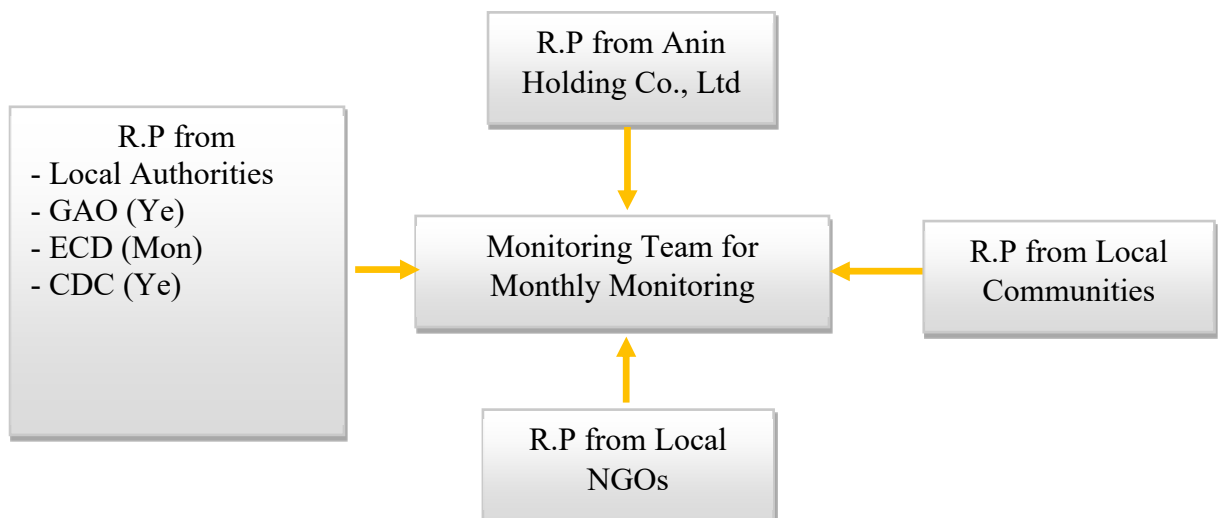 R.P from Anin
Holding Co., Ltd
R.P from
- Local Authorities
- GAO (Ye)
- ECD (Mon)
- CDC (Ye)
Monitoring Team for
Monthly Monitoring
R.P from Local
Communities
R.P from Local
NGOs